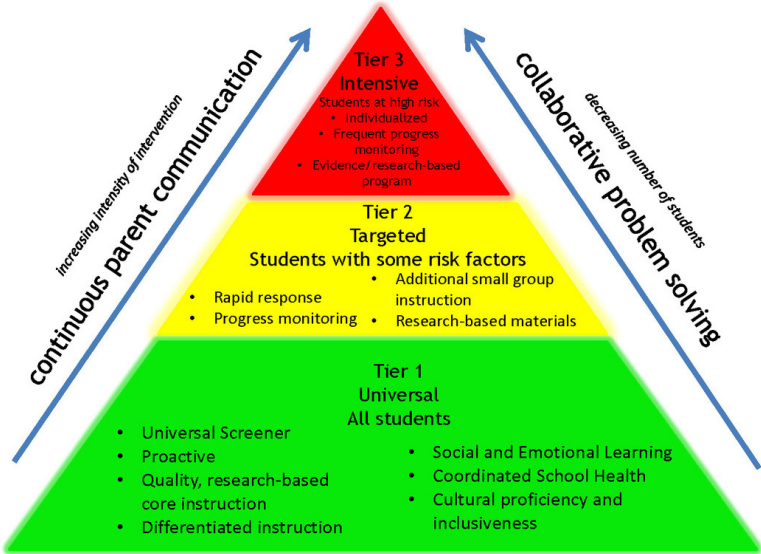 continuous parent communication
increasing intensity of intervention
collaborative problem solving
decreasing number of students
Tier 3
Intensive
Students at high risk
• Individualized
• Frequent progress
monitoring
• Evidence/research-based
program
Tier 2
Targeted
Students with some risk factors
• Rapid response
• Progress monitoring
• Additional small group
instruction
• Research-based materials
Tier 1
Universal
All students
• Universal Screener
• Proactive
• Quality, research-based
core instruction
• Differentiated instruction
• Social and Emotional Learning
• Coordinated School Health
• Cultural proficiency and
inclusiveness